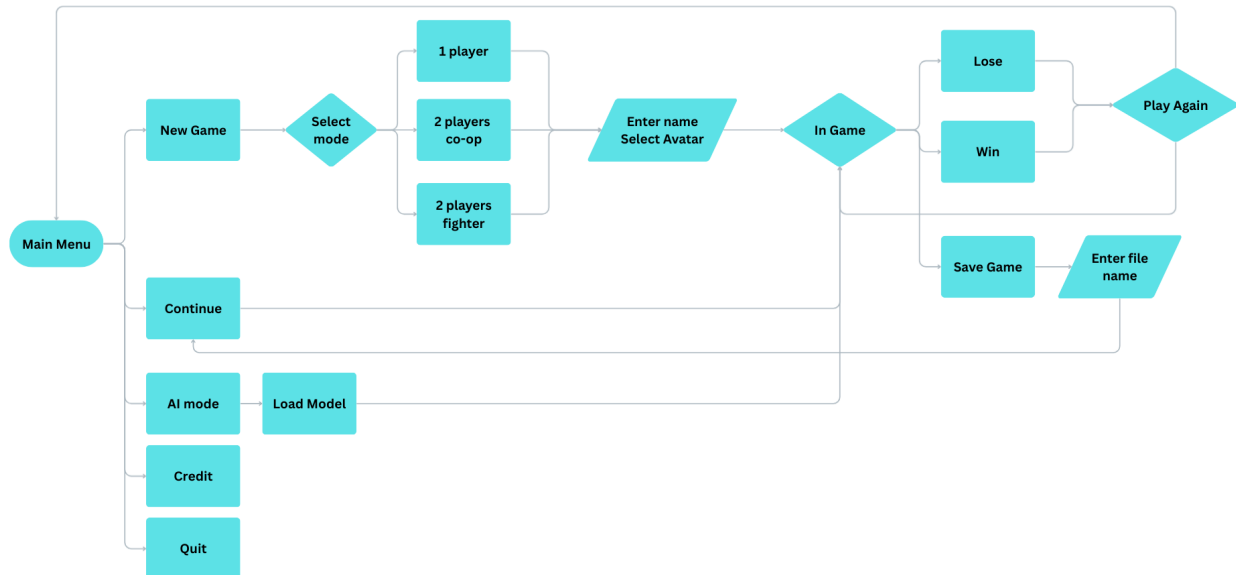 Main Menu
New Game
Select
mode
1 player
2 players
co-op
2 players
fighter
Enter name
Select Avatar
In Game
Lose
Win
Play Again
Save Game
Enter file
name
Continue
AI mode
Load Model
Credit
Quit